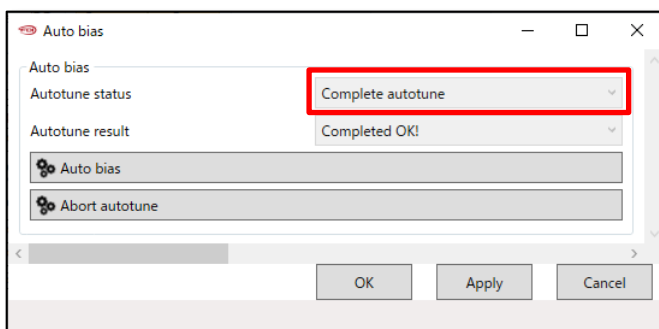 Auto bias
Auto bias
Autotune status Complete autotune
Autotune result Completed OK!
Auto bias
Abort autotune
OK Apply Cancel